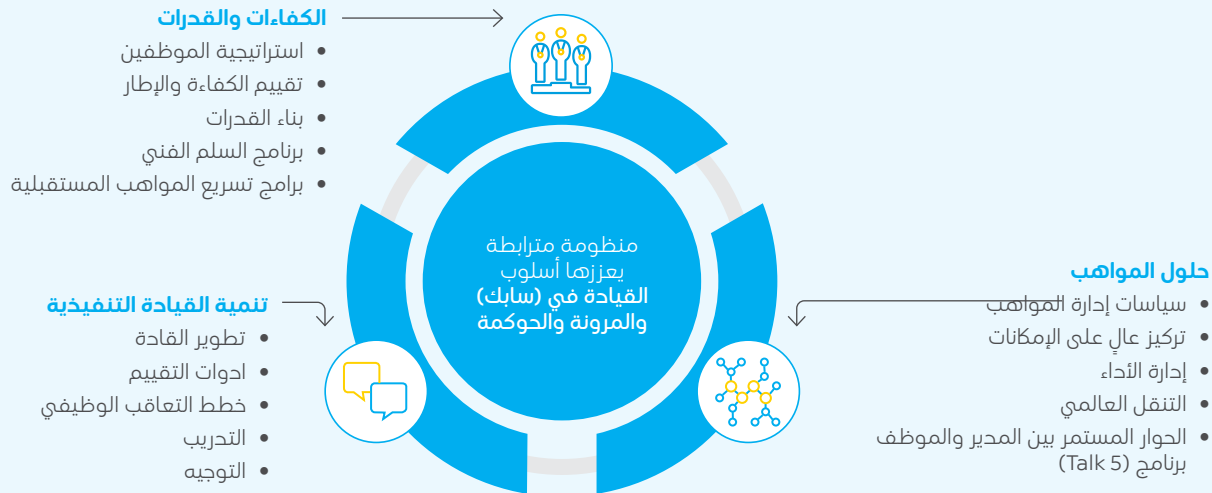 الكفاءات والقدرات
• استراتيجية الموظفين
• تقييم الكفاءة والإطار
• بناء القدرات
• برنامج السلم الفني
• برامج تسريع المواهب المستقبلية
منظومة مترابطة
يعززها أسلوب
القيادة في (سابك)
والمرونة والحوكمة
حلول المواهب
• سياسات إدارة المواهب
• تركيز عالٍ على الإمكانات
• إدارة الأداء
• التنقل العالمي
• الحوار المستمر بين المدير والموظف
برنامج (Talk 5)
تنمية القيادة التنفيذية
• تطوير القادة
• ادوات التقييم
• خطط التعاقب الوظيفي
• التدريب
• التوجيه